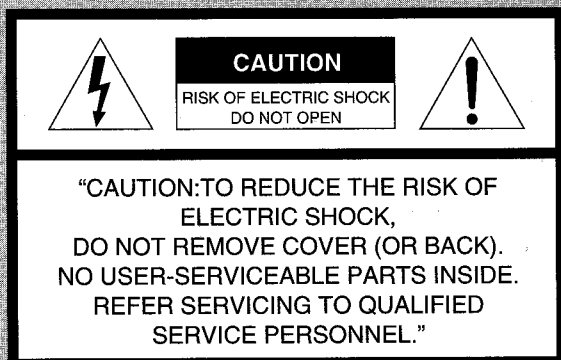 CAUTION
RISK OF ELECTRIC SHOCK
DO NOT OPEN
“CAUTION:TO REDUCE THE RISK OF
ELECTRIC SHOCK,
DO NOT REMOVE COVER (OR BACK).
NO USER-SERVICEABLE PARTS INSIDE.
REFER SERVICING TO QUALIFIED
SERVICE PERSONNEL.”